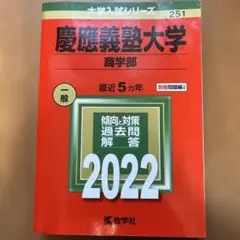 大学入試シリーズ
251
慶應義塾大学
商学部
一般
最近5カ年
別冊問題編
傾向と対策
過去問
解答
2022
教学社